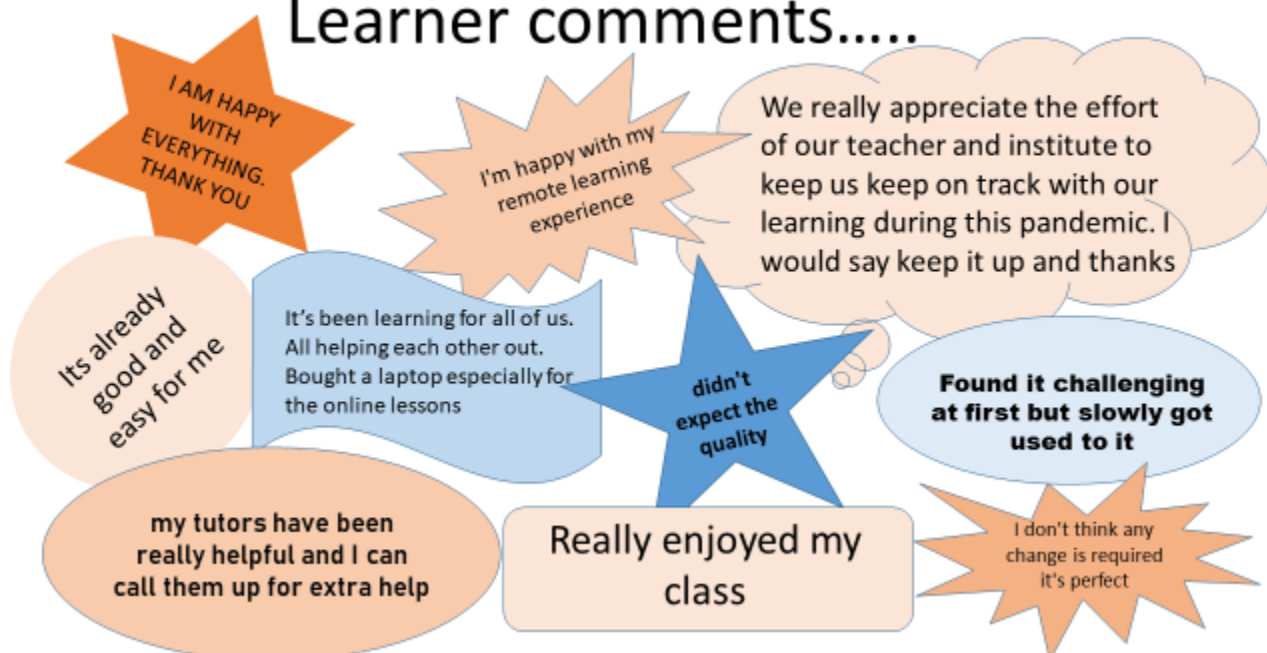 Learner comments.....
I AM HAPPY
WITH
EVERYTHING.
THANK YOU
I'm happy with my
remote learning
experience
We really appreciate the effort
of our teacher and institute to
keep us keep on track with our
learning during this pandemic. I
would say keep it up and thanks
Its already
good and
easy for me
It's been learning for all of us.
All helping each other out.
Bought a laptop especially for
the online lessons
didn't
expect the
quality
Found it challenging
at first but slowly got
used to it
my tutors have been
really helpful and I can
call them up for extra help
Really enjoyed my
class
I don't think any
change is required
it's perfect